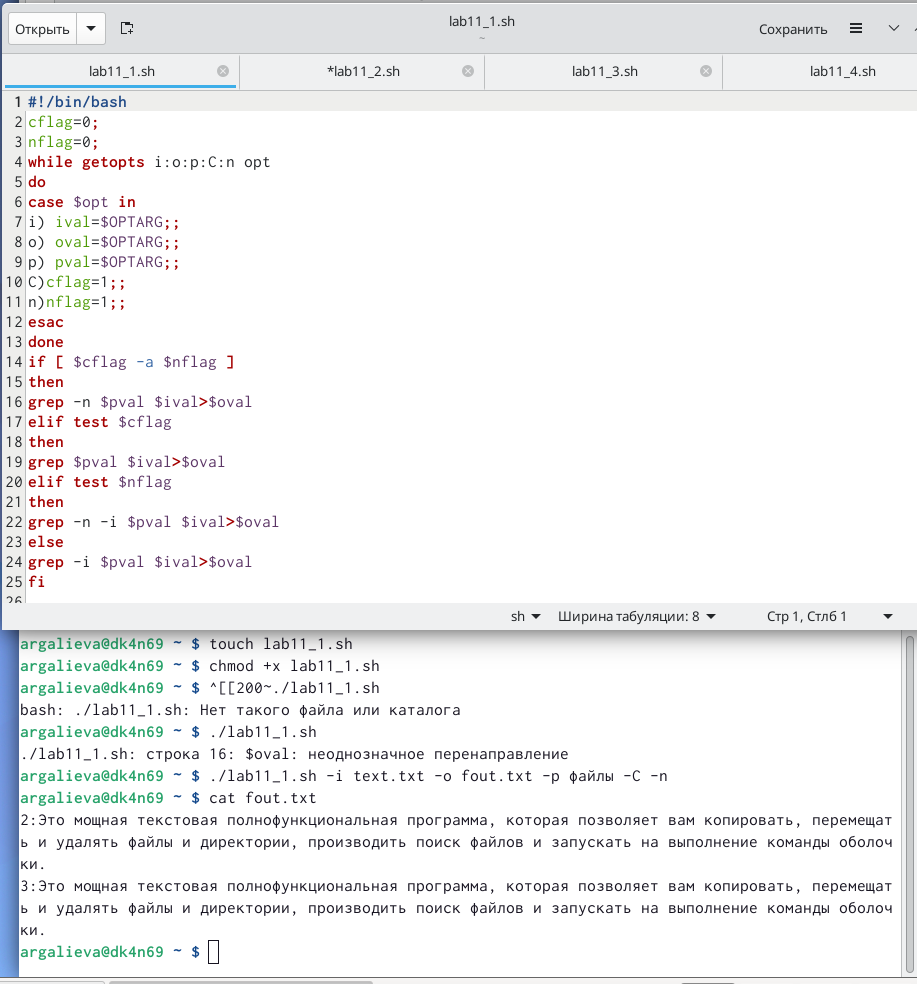 Открыть
lab11_1.sh
~
Сохранить
lab11_1.sh
*lab11_2.sh
lab11_3.sh
lab11_4.sh
1 #!/bin/bash
2 cflag=0;
3 nflag=0;
4 while getopts i:o:p:C:n opt
5 do
6 case $opt in
7 i) ival=$OPTARG;;
8 o) oval=$OPTARG;;
9 p) pval=$OPTARG;;
10 C)cflag=1;;
11 n)nflag=1;;
12 esac
13 done
14 if [ $cflag -a $nflag ]
15 then
16 grep -n $pval $ival>$oval
17 elif test $cflag
18 then
19 grep $pval $ival>$oval
20 elif test $nflag
21 then
22 grep -n -i $pval $ival>$oval
23 else
24 grep -i $pval $ival>$oval
25 fi
26
sh
Ширина табуляции: 8
Стр 1, Стлб 1
argalieva@dk4n69 ~ $ touch lab11_1.sh
argalieva@dk4n69 ~ $ chmod +x lab11_1.sh
argalieva@dk4n69 ~ $ ^[[200~./lab11_1.sh
bash: ./lab11_1.sh: Нет такого файла или каталога
argalieva@dk4n69 ~ $ ./lab11_1.sh
./lab11_1.sh: строка 16: $oval: неоднозначное перенаправление
argalieva@dk4n69 ~ $ ./lab11_1.sh -i text.txt -o fout.txt -p файлы -C -n
argalieva@dk4n69 ~ $ cat fout.txt
2:Это мощная текстовая полнофункциональная программа, которая позволяет вам копировать, перемещат
ь и удалять файлы и директории, производить поиск файлов и запускать на выполнение команды оболоч
ки.
3:Это мощная текстовая полнофункциональная программа, которая позволяет вам копировать, перемещат
ь и удалять файлы и директории, производить поиск файлов и запускать на выполнение команды оболоч
ки.
argalieva@dk4n69 ~ $